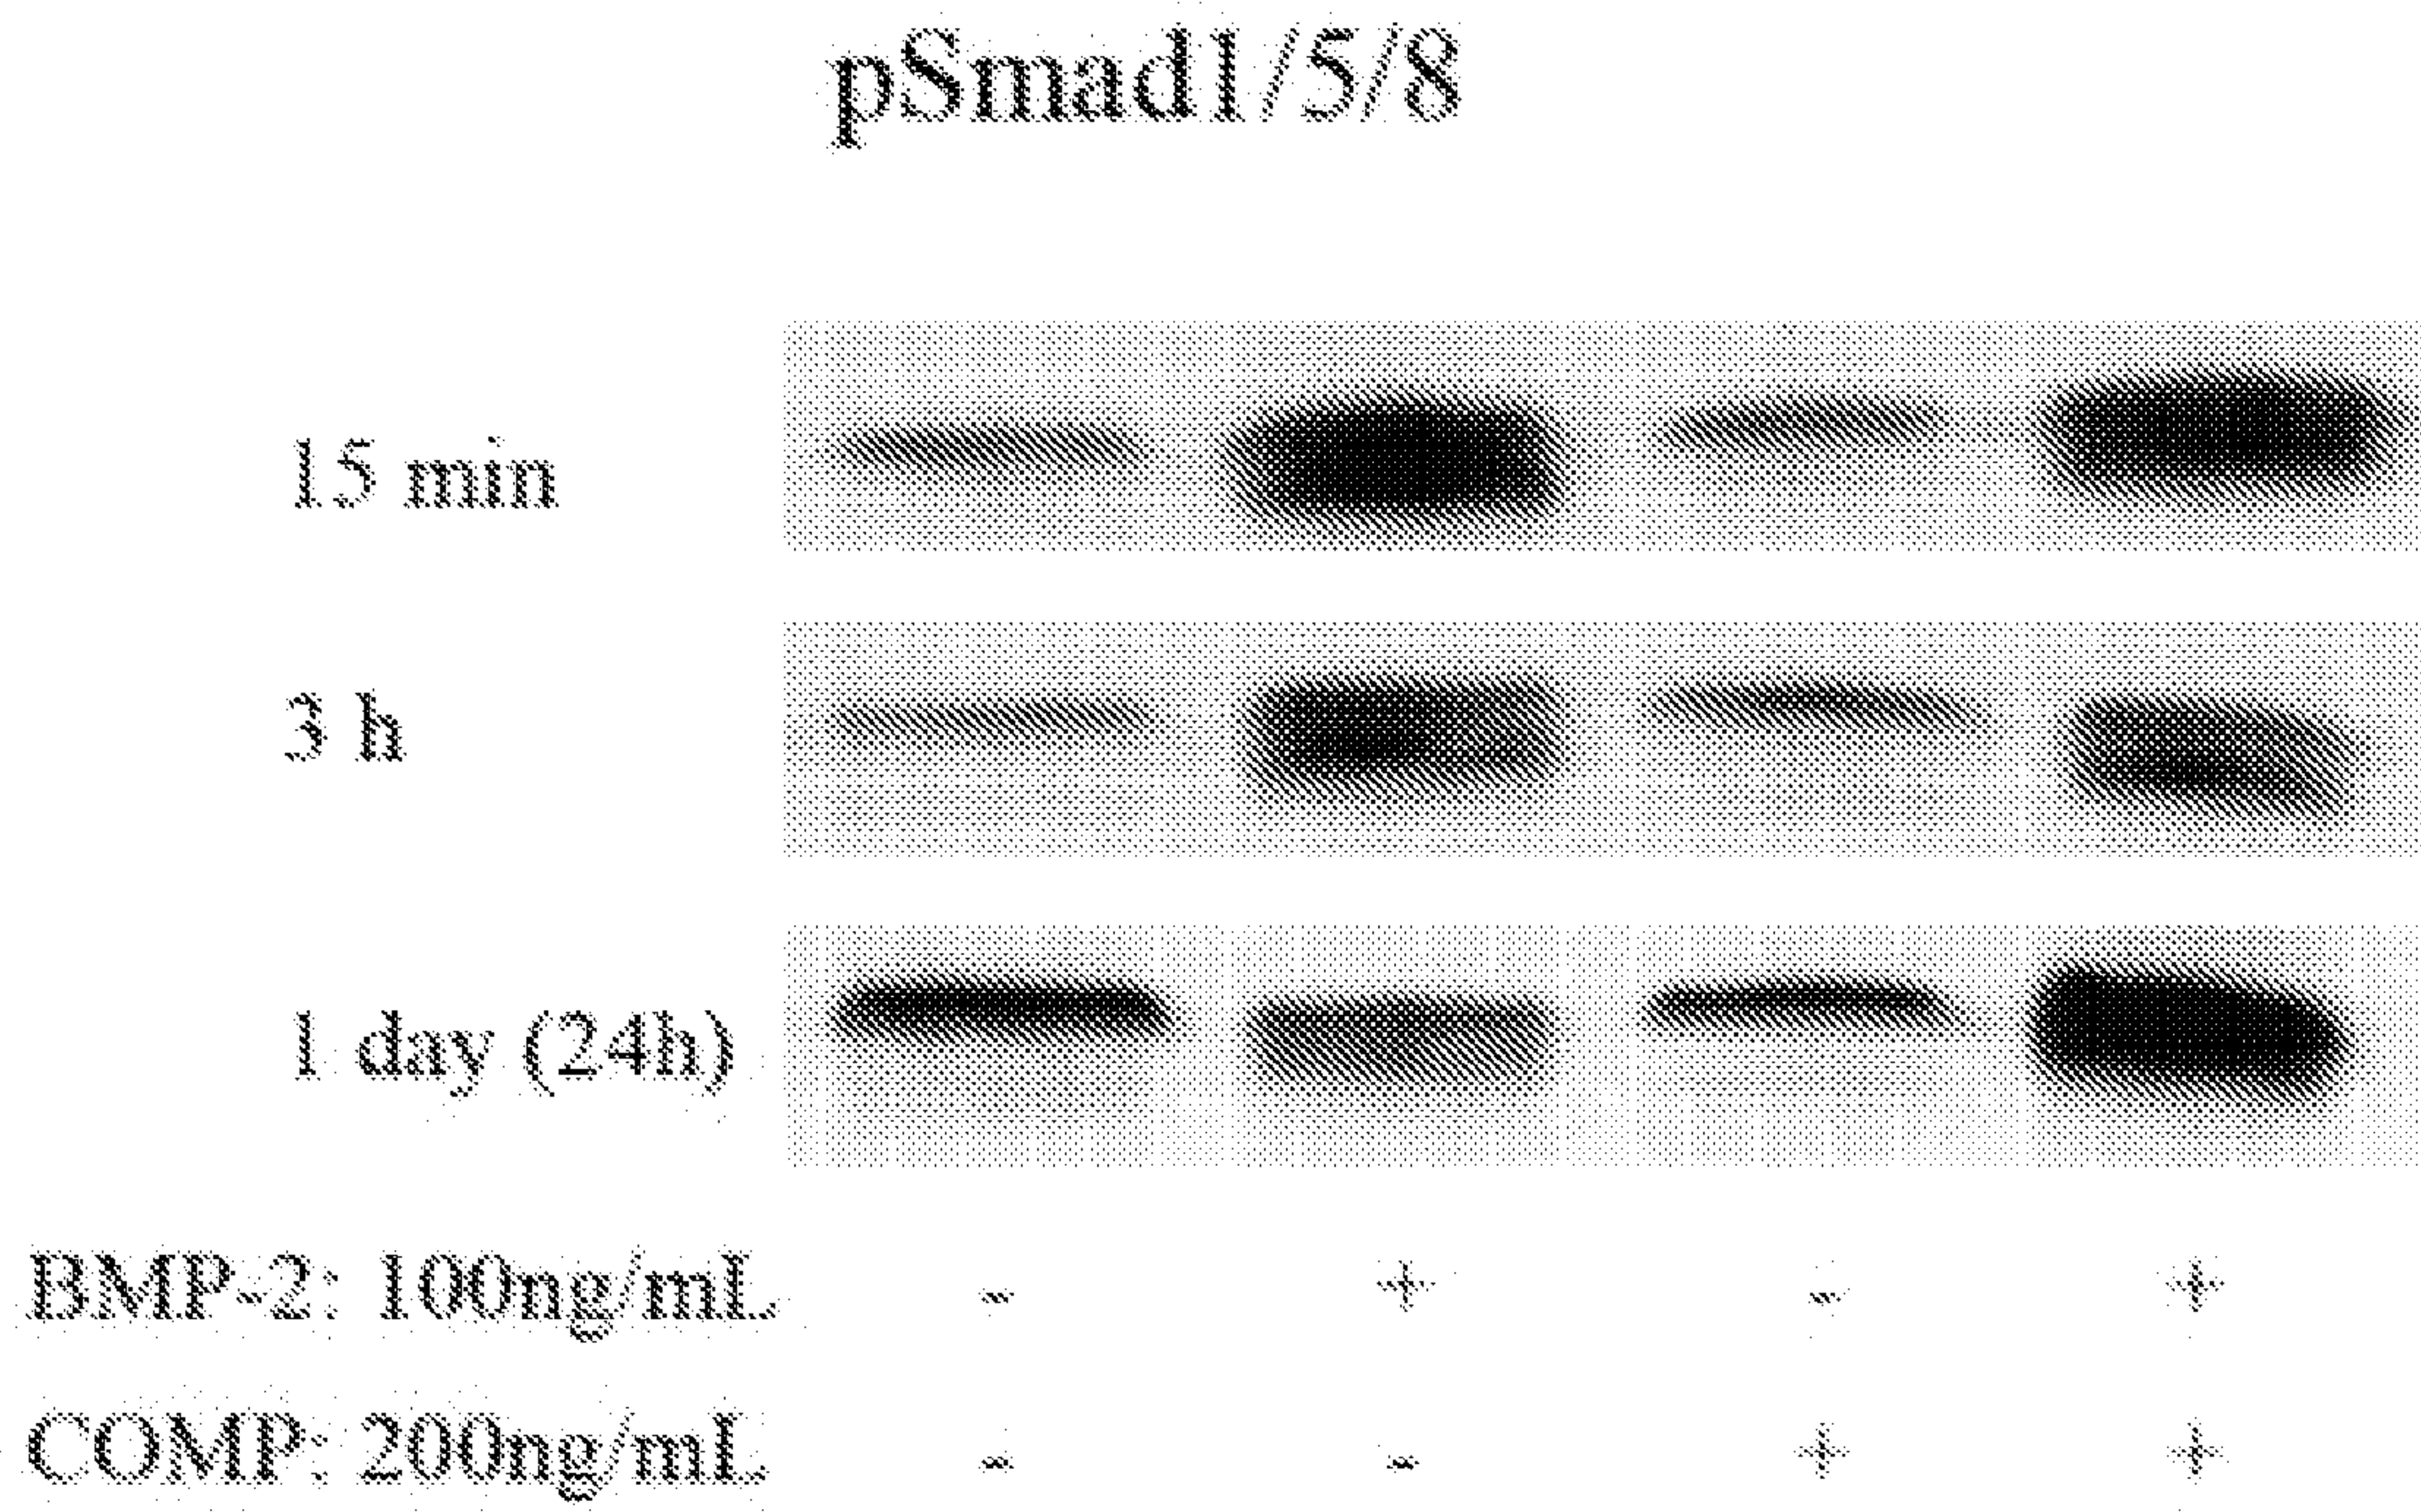 pSmad1/5/8
15 min
3 h
1 day (24h)
BMP-2: 100ng/mL - + - +
COMP: 200ng/mL - - + +